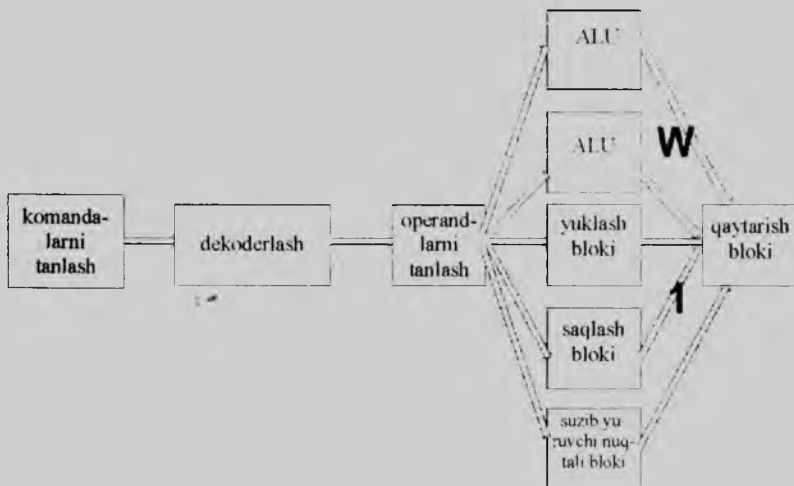 ALU
ALU
W
komanda-
larni
tanlash
dekoderlash
operand-
larni
tanlash
yuklash
bloki
qaytarish
bloki
1
saqlash
bloki
suzib yu
ruvchi nuq-
tali bloki